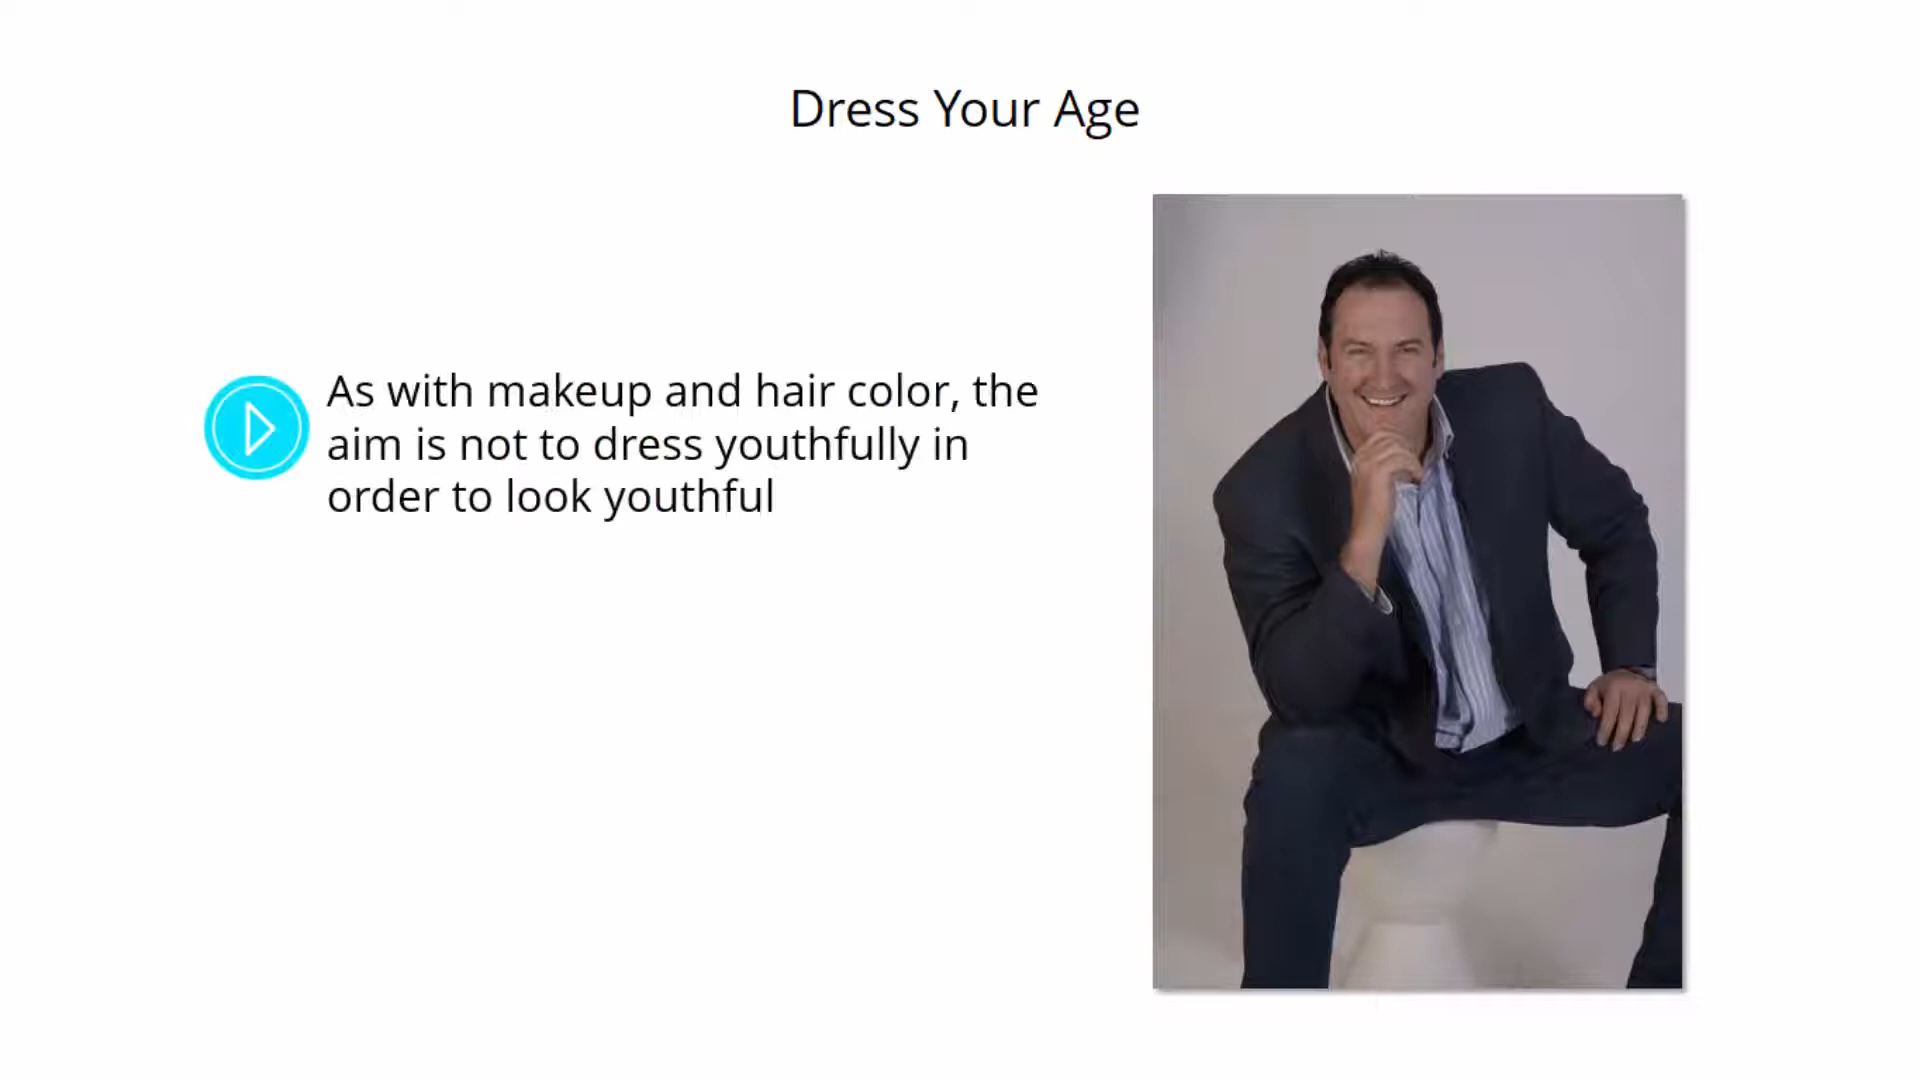 Dress Your Age
As with makeup and hair color, the
aim is not to dress youthfully in
order to look youthful